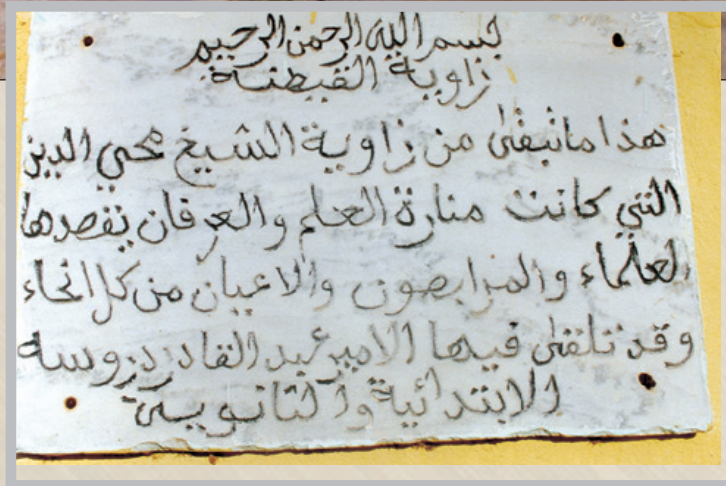 بسم الله الرحمن الرحيم
زاوية القيطنة
هذا ما تبقى من زاوية الشيخ محي الدين
التي كانت منارة العلم والعرفان يقصدها
العلماء والمرابطون والاعيان من كل انحاء
وقد تلقى فيها الامير عبد القادر دروسه
الابتدائية والثانوية